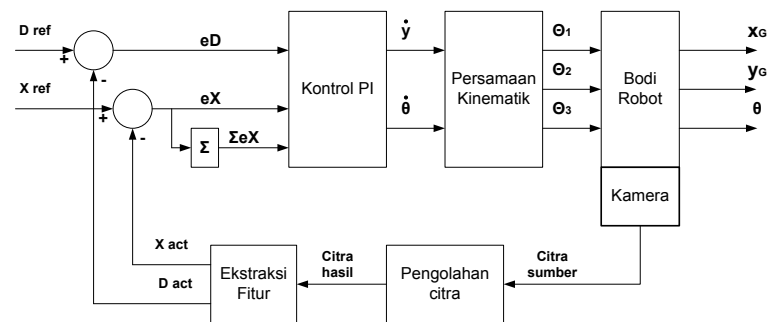 D ref
+
-
eD
X ref
+
-
eX
Σ
ΣeX
Kontrol PI
ẏ
θ̇
Persamaan
Kinematik
Θ1
Θ2
Θ3
Bodi
Robot
Kamera
xG
yG
θ
X act
D act
Ekstraksi
Fitur
Citra
hasil
Pengolahan
citra
Citra
sumber